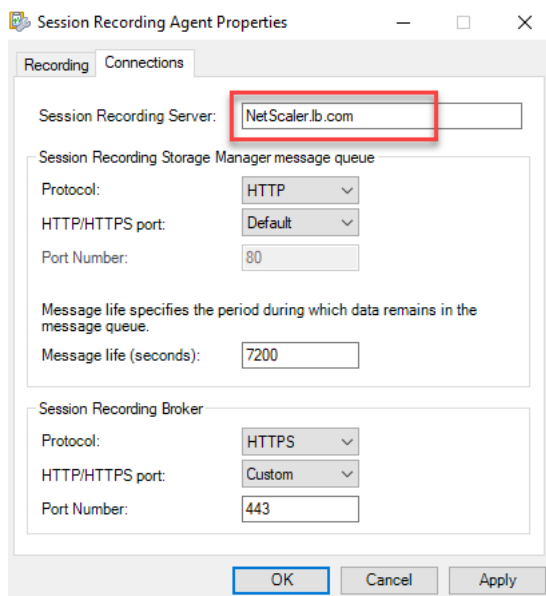 Session Recording Agent Properties
Recording Connections
Session Recording Server: NetScaler.lb.com
Session Recording Storage Manager message queue
Protocol: HTTP
HTTP/HTTPS port: Default
Port Number: 80
Message life specifies the period during which data remains in the
message queue.
Message life (seconds): 7200
Session Recording Broker
Protocol: HTTPS
HTTP/HTTPS port: Custom
Port Number: 443
OK Cancel Apply